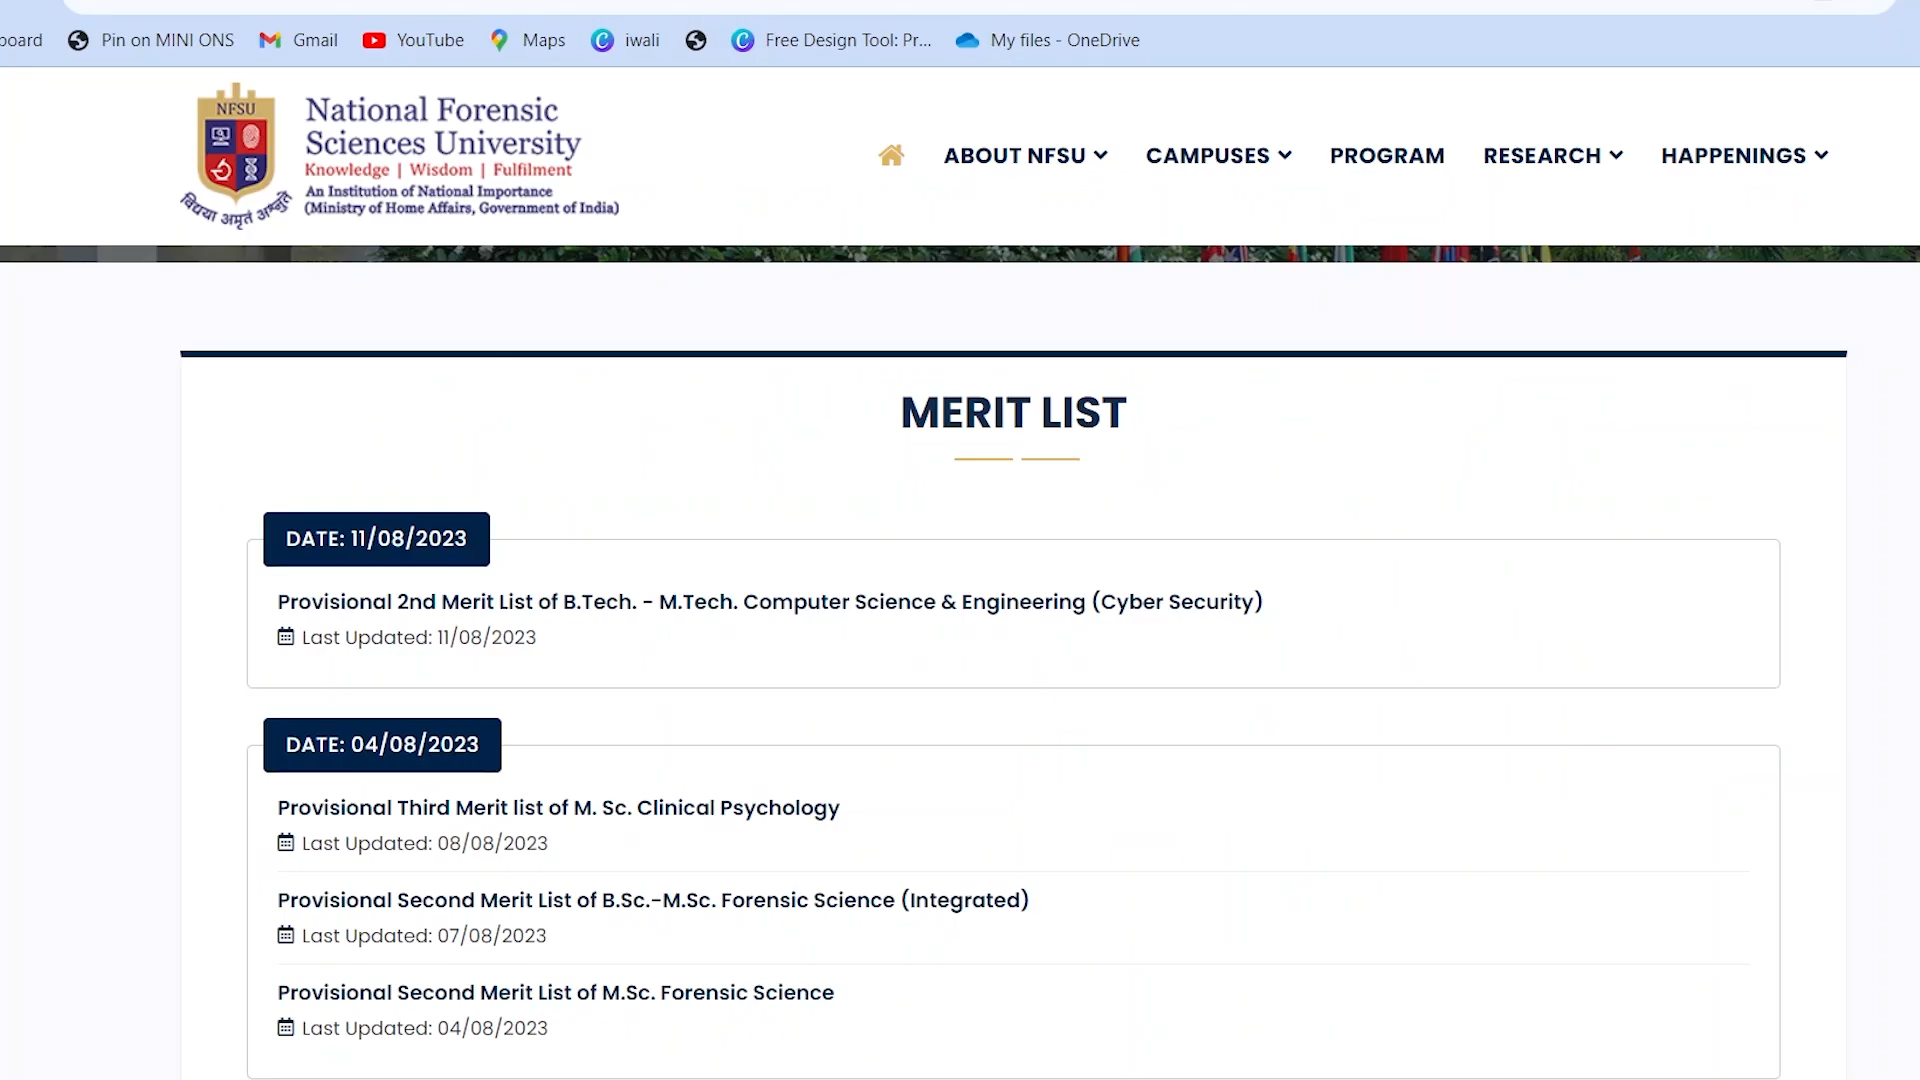 board Pin on MINI ONS Gmail YouTube Maps iwali Free Design Tool: Pr... My files - OneDrive
NFSU
National Forensic
Sciences University
Knowledge | Wisdom | Fulfilment
An Institution of National Importance
(Ministry of Home Affairs, Government of India)
विद्यया अमृतं अश्नुते
ABOUT NFSU CAMPUSES PROGRAM RESEARCH HAPPENINGS
MERIT LIST
DATE: 11/08/2023
Provisional 2nd Merit List of B.Tech. - M.Tech. Computer Science & Engineering (Cyber Security)
Last Updated: 11/08/2023
DATE: 04/08/2023
Provisional Third Merit list of M. Sc. Clinical Psychology
Last Updated: 08/08/2023
Provisional Second Merit List of B.Sc.-M.Sc. Forensic Science (Integrated)
Last Updated: 07/08/2023
Provisional Second Merit List of M.Sc. Forensic Science
Last Updated: 04/08/2023